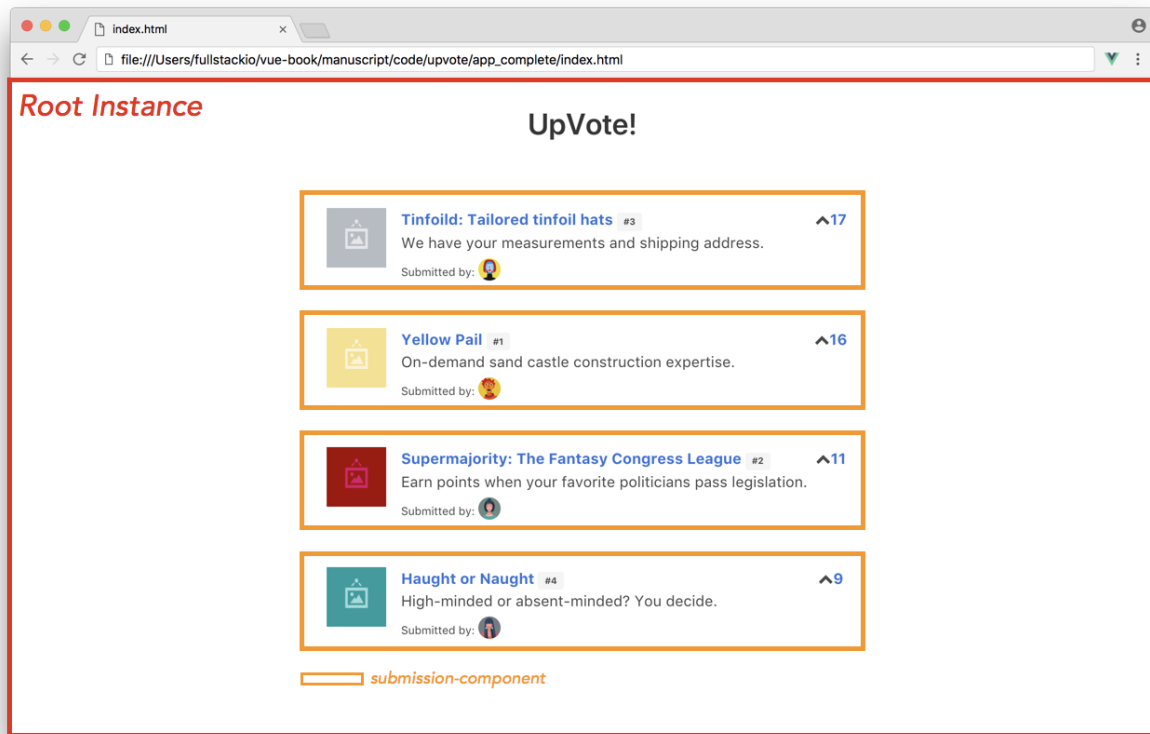 index.html
file:///Users/fullstackio/vue-book/manuscript/code/upvote/app_complete/index.html
Root Instance
UpVote!
Tinfoild: Tailored tinfoil hats #3 17
We have your measurements and shipping address.
Submitted by:
Yellow Pail #1 16
On-demand sand castle construction expertise.
Submitted by:
Supermajority: The Fantasy Congress League #2 11
Earn points when your favorite politicians pass legislation.
Submitted by:
Haught or Naught #4 9
High-minded or absent-minded? You decide.
Submitted by:
submission-component